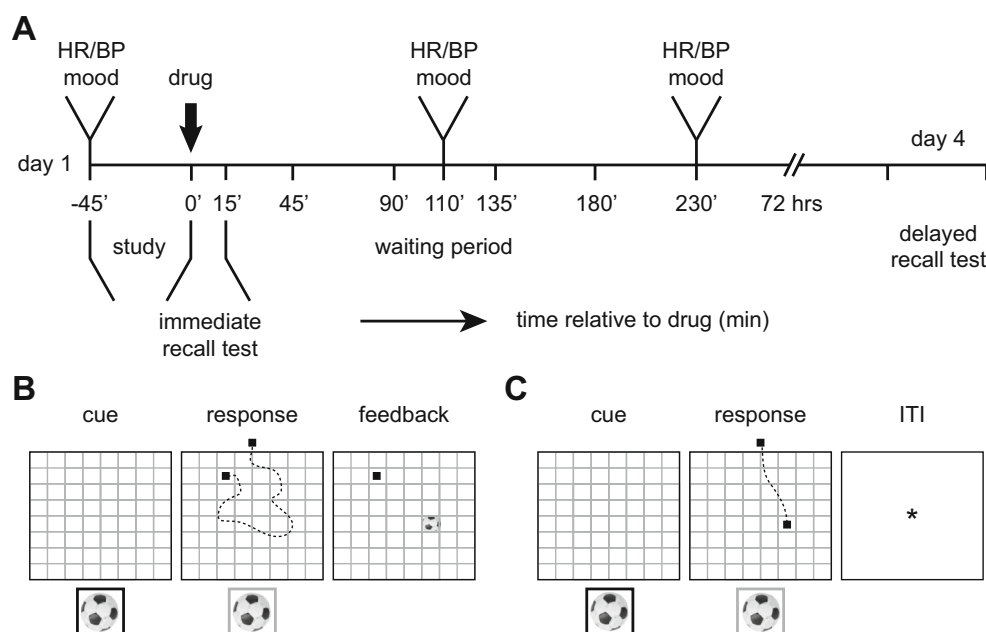 A
HR/BP
mood
drug
HR/BP
mood
HR/BP
mood
day 1
day 4
-45’ 0’ 15’ 45’ 90’ 110’ 135’ 180’ 230’ 72 hrs
study
waiting period
delayed
recall test
immediate
recall test
time relative to drug (min)
B
cue response feedback
C
cue response ITI
*